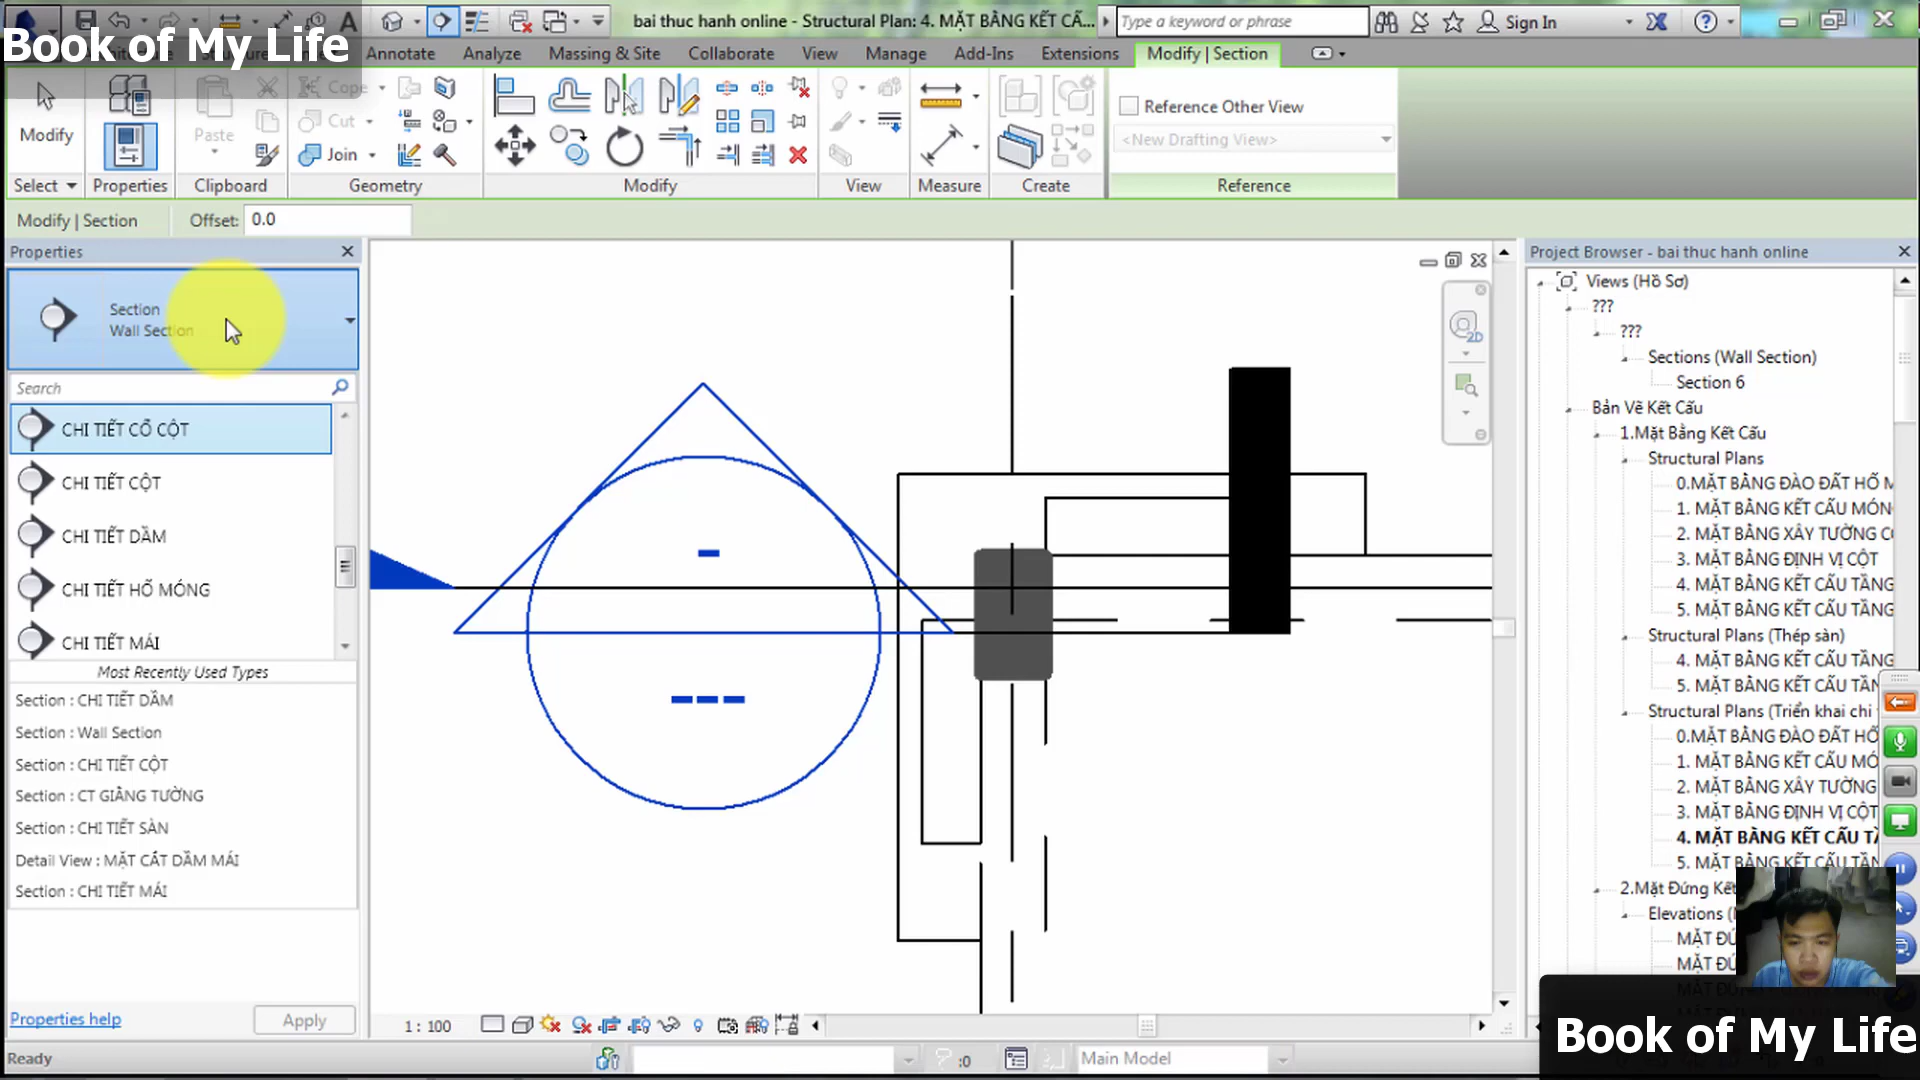 bai thuc hanh online - Structural Plan: 4. MẶT BẰNG KẾT CẤ...
Type a keyword or phrase
Sign In
Book of My Life
Annotate
Analyze
Massing & Site
Collaborate
View
Manage
Add-Ins
Extensions
Modify | Section
Modify
Paste
Cope
Cut
Join
Reference Other View
<New Drafting View>
Select
Properties
Clipboard
Geometry
Modify
View
Measure
Create
Reference
Modify | Section
Offset: 0.0
Properties
Section
Wall Section
Search
CHI TIẾT CỔ CỘT
CHI TIẾT CỘT
CHI TIẾT DẦM
CHI TIẾT HỐ MÓNG
CHI TIẾT MÁI
Most Recently Used Types
Section : CHI TIẾT DẦM
Section : Wall Section
Section : CHI TIẾT CỘT
Section : CT GIẰNG TƯỜNG
Section : CHI TIẾT SÀN
Detail View : MẶT CẮT DẦM MÁI
Section : CHI TIẾT MÁI
Properties help
Apply
2D
1 : 100
Project Browser - bai thuc hanh online
Views (Hồ Sơ)
???
???
Sections (Wall Section)
Section 6
Bản Vẽ Kết Cấu
1.Mặt Bằng Kết Cấu
Structural Plans
0.MẶT BẰNG ĐÀO ĐẤT HỐ M
1. MẶT BẰNG KẾT CẤU MÓN
2. MẶT BẰNG XÂY TƯỜNG C
3. MẶT BẰNG ĐỊNH VỊ CỘT
4. MẶT BẰNG KẾT CẤU TẦNG
5. MẶT BẰNG KẾT CẤU TẦNG
Structural Plans (Thép sàn)
4. MẶT BẰNG KẾT CẤU TẦNG
5. MẶT BẰNG KẾT CẤU TẦN
Structural Plans (Triển khai chi
0.MẶT BẰNG ĐÀO ĐẤT HỐ
1. MẶT BẰNG KẾT CẤU MÓ
2. MẶT BẰNG XÂY TƯỜNG
3. MẶT BẰNG ĐỊNH VỊ CỘT
4. MẶT BẰNG KẾT CẤU TẦ
5. MẶT BẰNG KẾT CẤU TẦN
2.Mặt Đứng Kết
Elevations (
MẶT ĐỨ
MẶT ĐỨ
Book of My Life
Ready
:0
Main Model